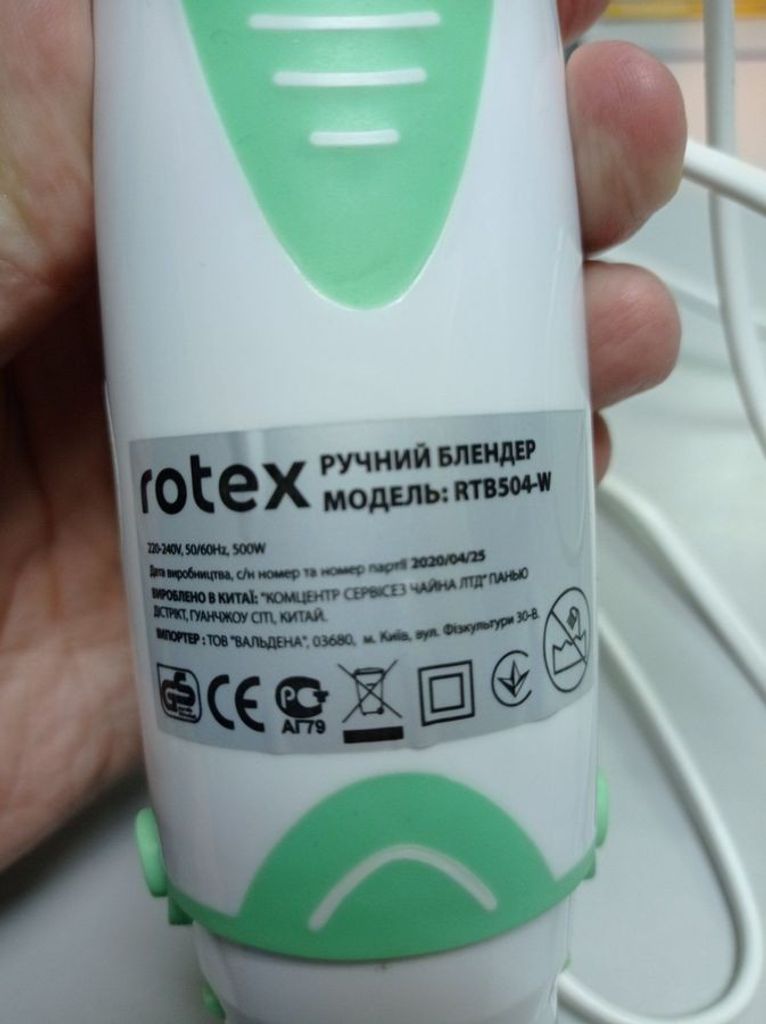 rotex РУЧНИЙ БЛЕНДЕР
МОДЕЛЬ: RTB504-W
220-240V, 50/60Hz, 500W
Дата виробництва, с/н номер та номер партії 2020/04/25
ВИРОБЛЕНО В КИТАЇ: "КОМЦЕНТР СЕРВІСЕЗ ЧАЙНА ЛТД" ПАНЬЮ
ДІСТРІКТ, ГУАНЧЖОУ СІТІ, КИТАЙ.
ІМПОРТЕР : ТОВ "ВАЛЬДЕНА", 03680, м. Київ, вул. Фізкультури 30-В.
GS CE РСТ
АГ79